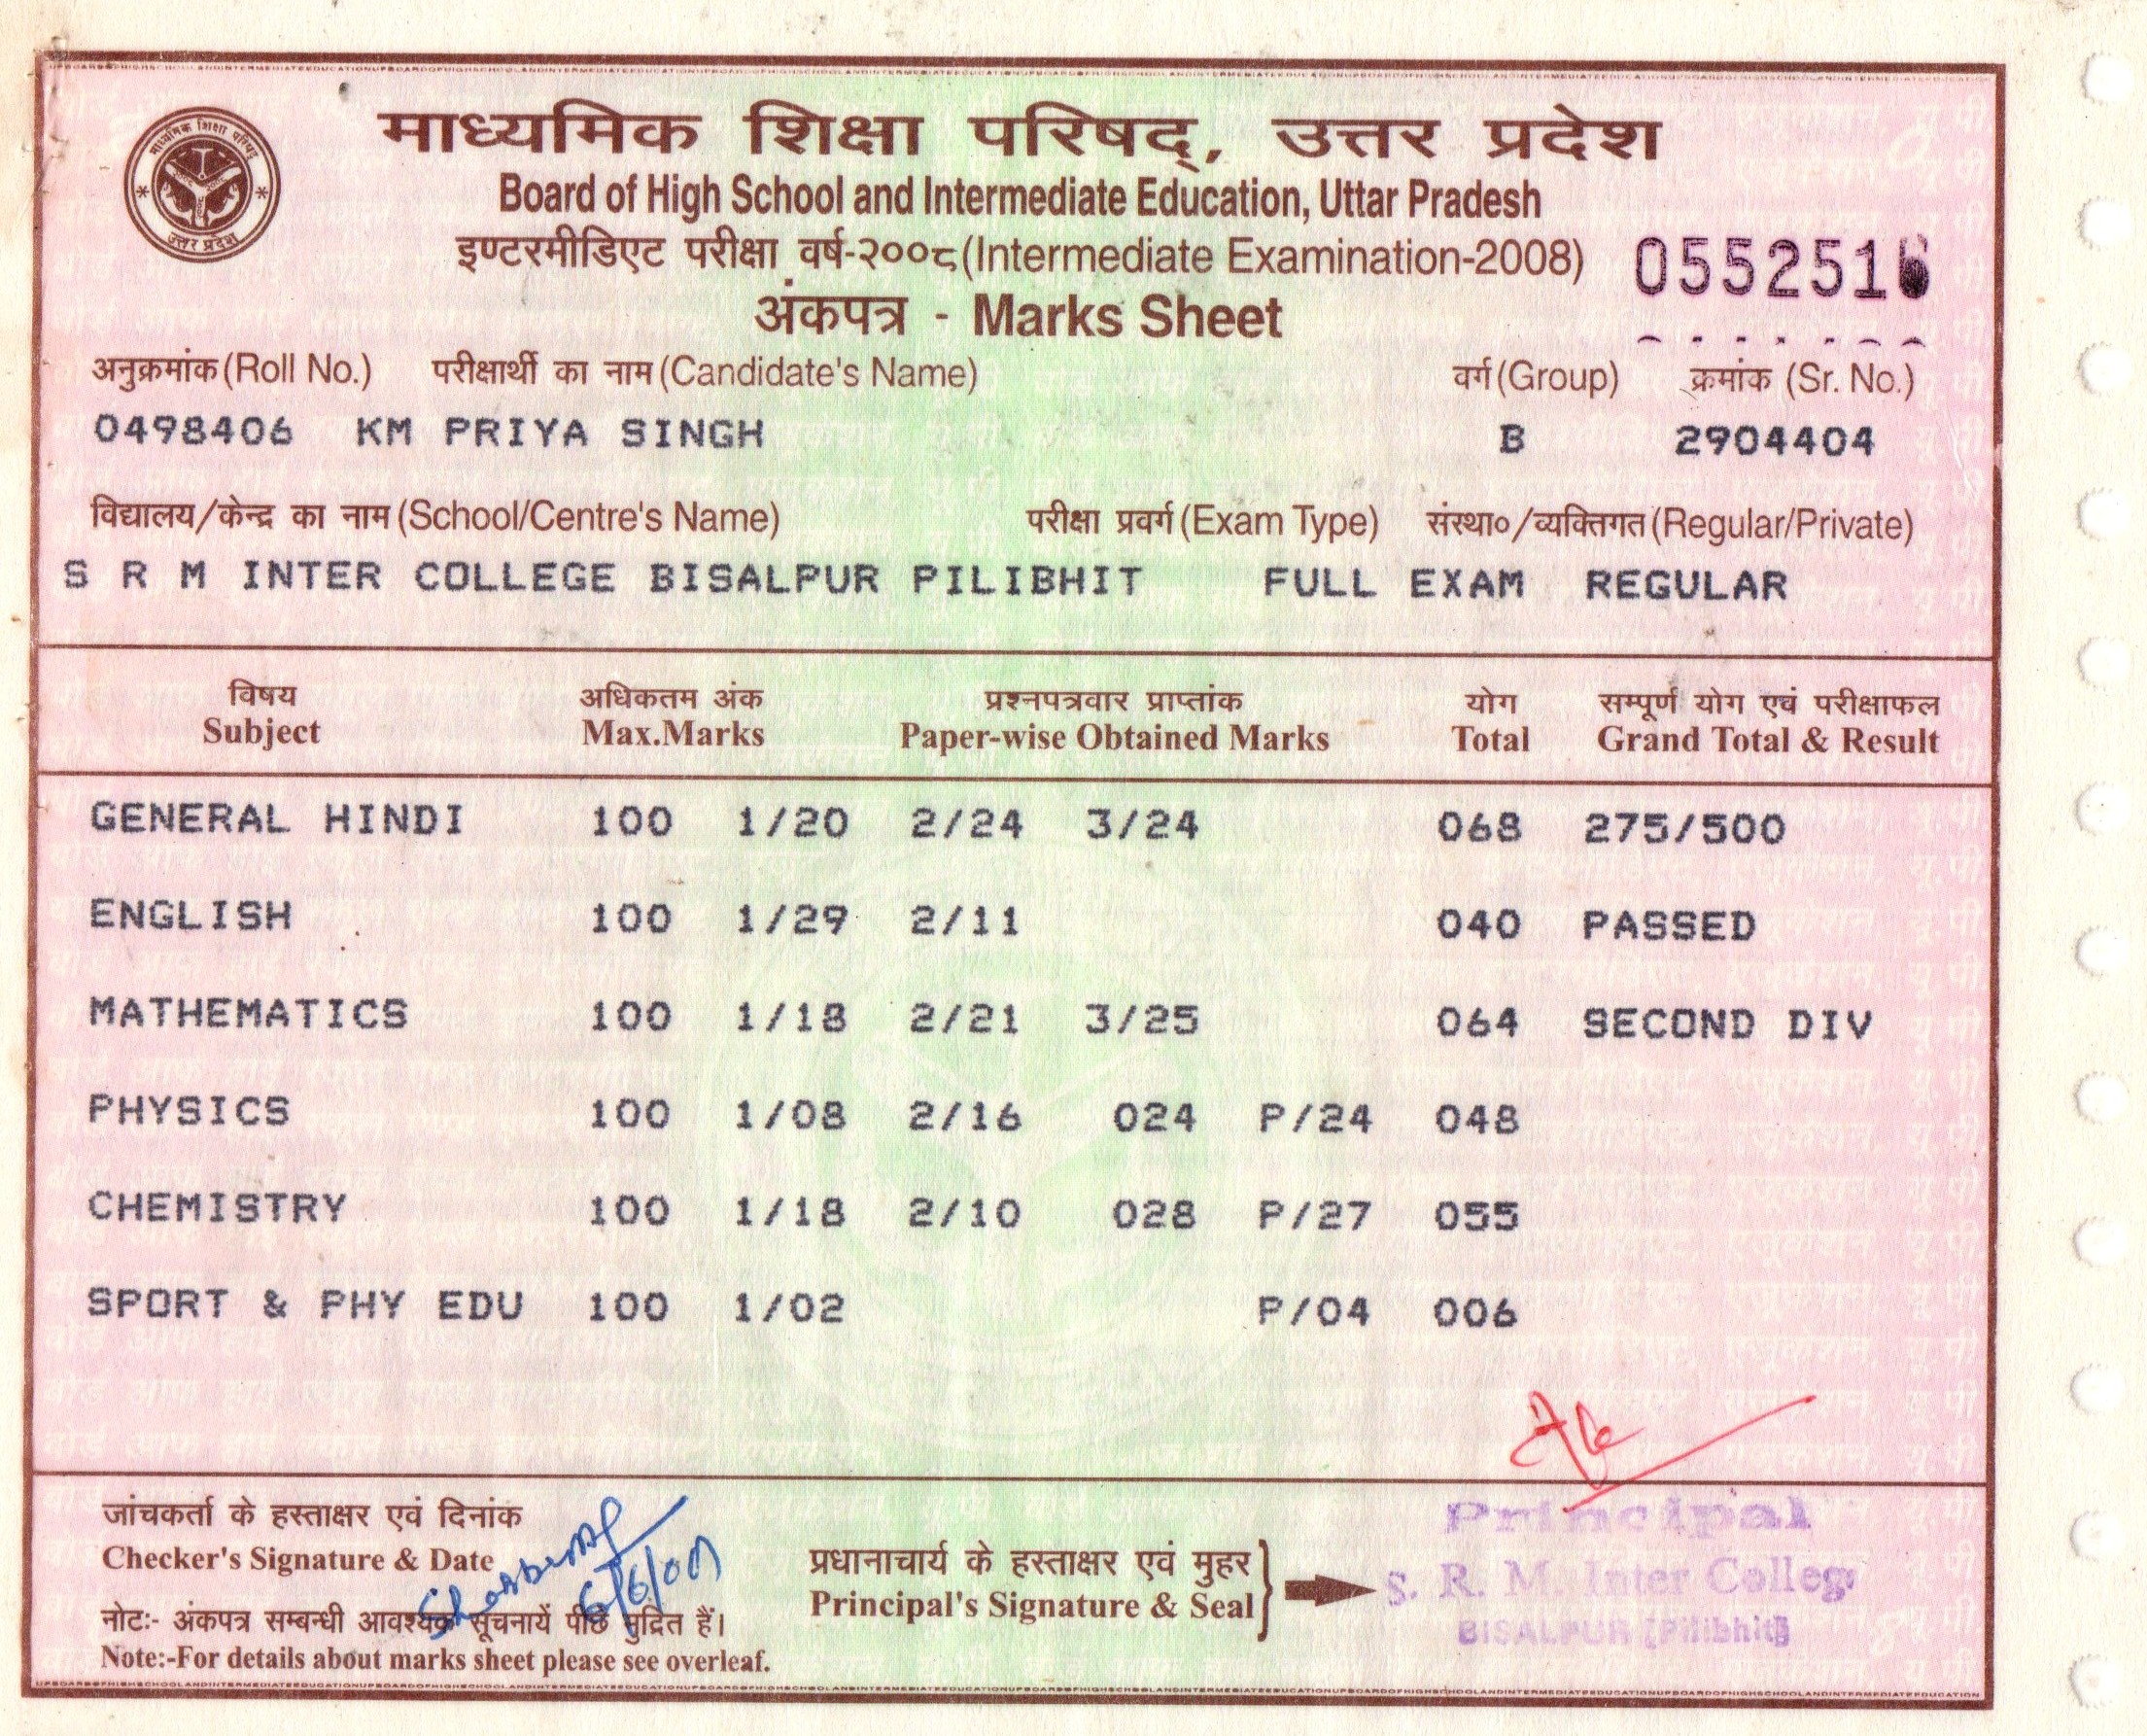 माध्यमिक शिक्षा परिषद्, उत्तर प्रदेश
Board of High School and Intermediate Education, Uttar Pradesh
इण्टरमीडिएट परीक्षा वर्ष-२००८(Intermediate Examination-2008) 055251
अंकपत्र - Marks Sheet
अनुक्रमांक (Roll No.) परीक्षार्थी का नाम (Candidate's Name) वर्ग (Group) क्रमांक (Sr. No.)
0498406 KM PRIYA SINGH B 2904404
विद्यालय/केन्द्र का नाम (School/Centre's Name) परीक्षा प्रवर्ग (Exam Type) संस्था०/व्यक्तिगत (Regular/Private)
S R M INTER COLLEGE BISALPUR PILIBHIT FULL EXAM REGULAR
विषय अधिकतम अंक प्रश्नपत्रवार प्राप्तांक योग सम्पूर्ण योग एवं परीक्षाफल
Subject Max.Marks Paper-wise Obtained Marks Total Grand Total & Result
GENERAL HINDI 100 1/20 2/24 3/24 068 275/500
ENGLISH 100 1/29 2/11 040 PASSED
MATHEMATICS 100 1/18 2/21 3/25 064 SECOND DIV
PHYSICS 100 1/08 2/16 024 P/24 048
CHEMISTRY 100 1/18 2/10 028 P/27 055
SPORT & PHY EDU 100 1/02 P/04 006
जांचकर्ता के हस्ताक्षर एवं दिनांक
Checker's Signature & Date
नोटः- अंकपत्र सम्बन्धी आवश्यक सूचनायें पीछे मुद्रित हैं।
Note:-For details about marks sheet please see overleaf.
प्रधानाचार्य के हस्ताक्षर एवं मुहर
Principal's Signature & Seal
Principal
S. R. M. Inter Colleg
BISALPUR [Pilibhit]